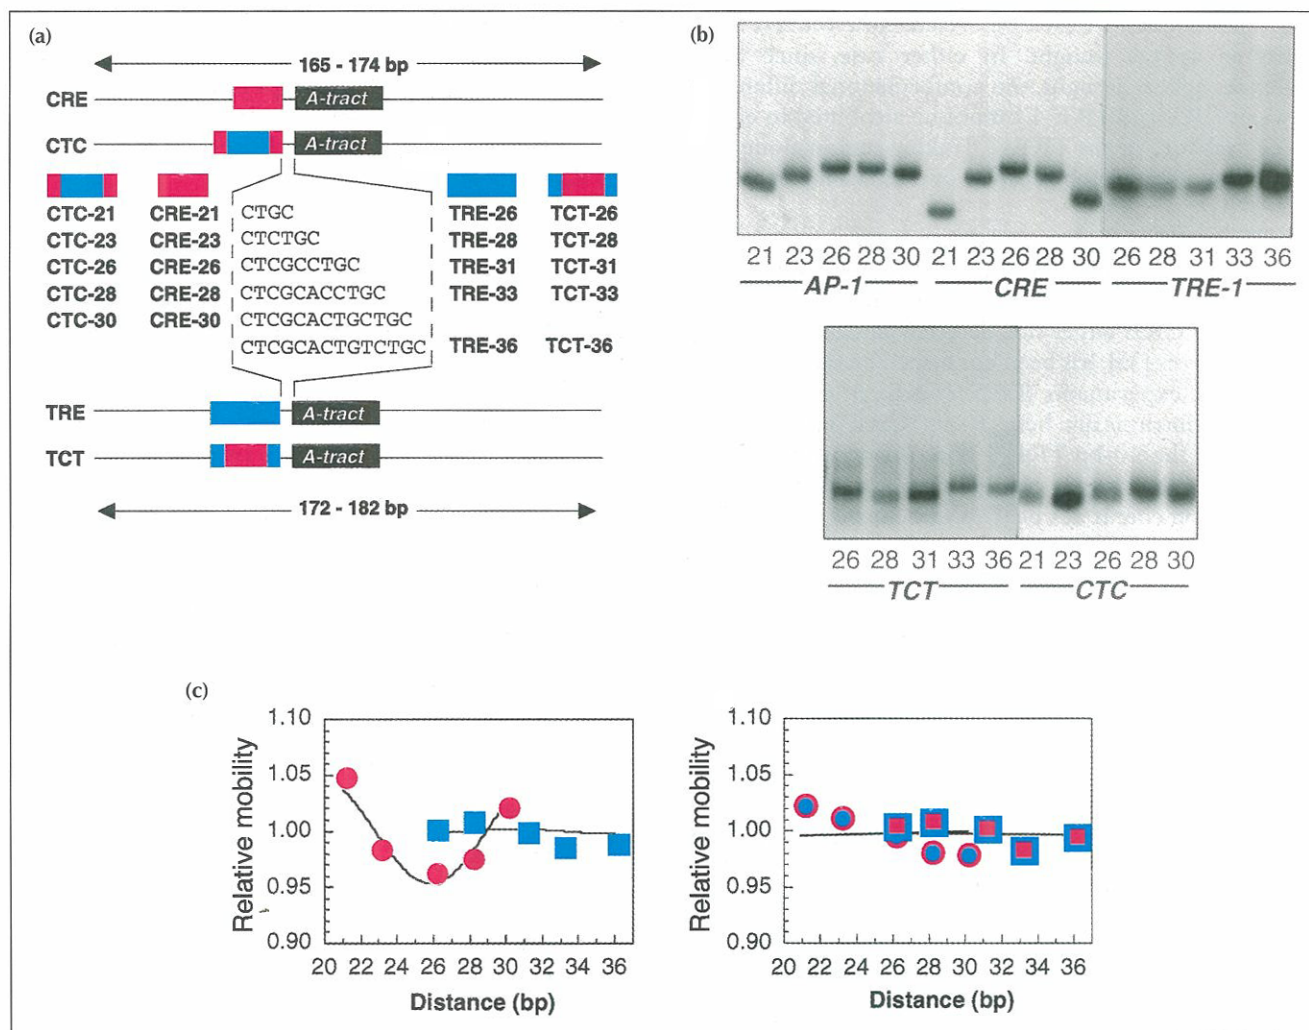 (a)
165 - 174 bp
CRE A-tract
CTC A-tract
CTC-21 CRE-21 CTGC TRE-26 TCT-26
CTC-23 CRE-23 CTCTGC TRE-28 TCT-28
CTC-26 CRE-26 CTCGCCTGC TRE-31 TCT-31
CTC-28 CRE-28 CTCGCACCTGC TRE-33 TCT-33
CTC-30 CRE-30 CTCGCACTGCTGC
CTCGCACTGTCTGC TRE-36 TCT-36
TRE A-tract
TCT A-tract
172 - 182 bp
(b)
21 23 26 28 30 21 23 26 28 30 26 28 31 33 36
AP-1 CRE TRE-1
26 28 31 33 36 21 23 26 28 30
TCT CTC
(c)
Relative mobility
1.10
1.05
1.00
0.95
0.90
20 22 24 26 28 30 32 34 36
Distance (bp)
Relative mobility
1.10
1.05
1.00
0.95
0.90
20 22 24 26 28 30 32 34 36
Distance (bp)